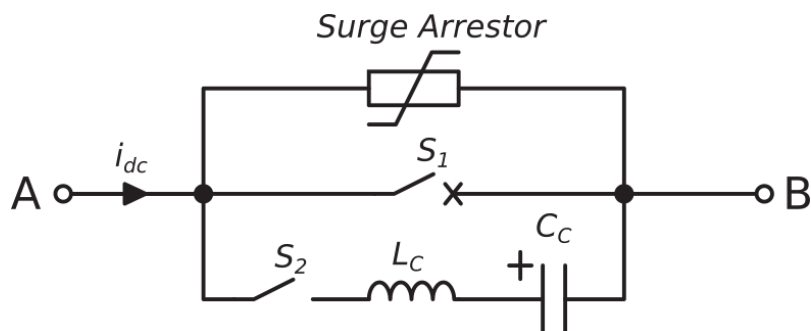 Surge Arrestor
i_dc
S_1
A
B
S_2
L_C
+
C_C